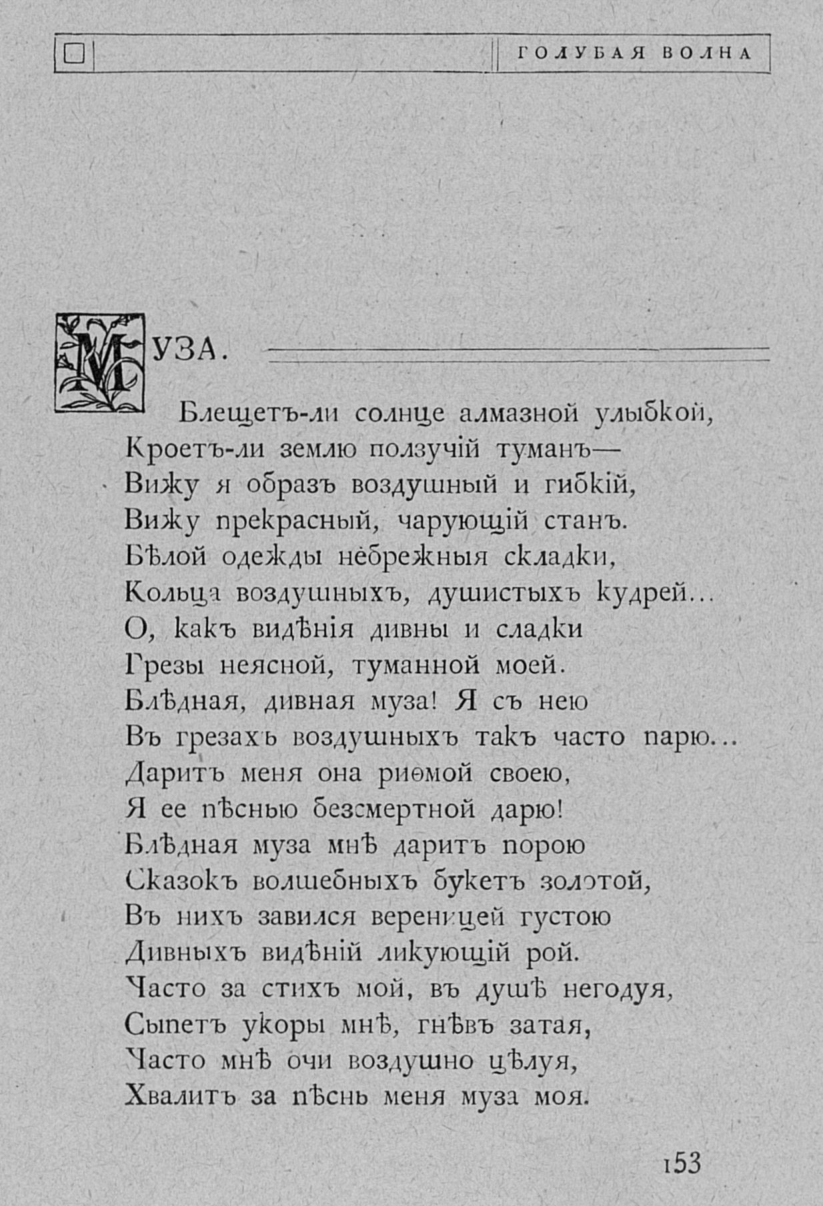 ГОЛУБАЯ ВОЛНА
МУЗА.
Блещетъ-ли солнце алмазной улыбкой,
Кроетъ-ли землю ползучій туманъ—
Вижу я образъ воздушный и гибкій,
Вижу прекрасный, чарующій станъ.
Бѣлой одежды небрежныя складки,
Кольца воздушныхъ, душистыхъ кудрей...
О, какъ видѣнія дивны и сладки
Грезы неясной, туманной моей.
Блѣдная, дивная муза! Я съ нею
Въ грезахъ воздушныхъ такъ часто парю...
Даритъ меня она риѳмой своею,
Я ее пѣснью безсмертной дарю!
Блѣдная муза мнѣ даритъ порою
Сказокъ волшебныхъ букетъ золотой,
Въ нихъ завился вереницей густою
Дивныхъ видѣній ликующій рой.
Часто за стихъ мой, въ душѣ негодуя,
Сыпетъ укоры мнѣ, гнѣвъ затая,
Часто мнѣ очи воздушно цѣлуя,
Хвалитъ за пѣснь меня муза моя.
153